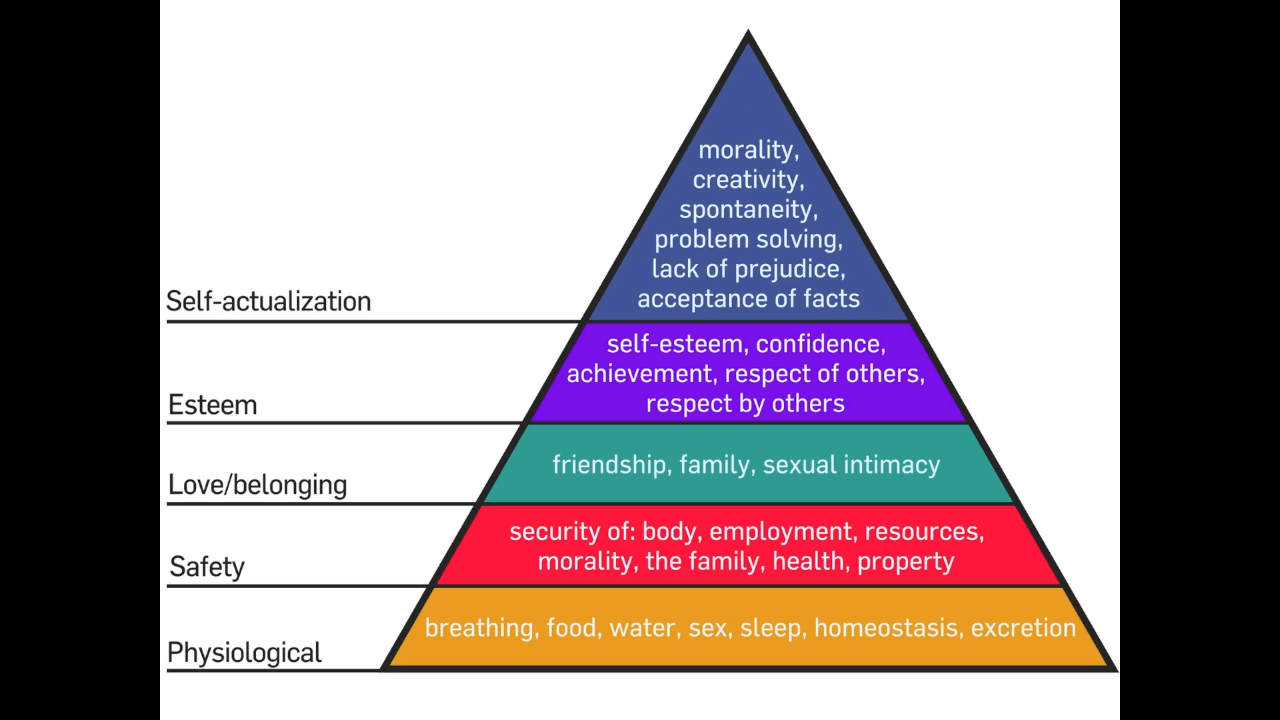 morality,
creativity,
spontaneity,
problem solving,
lack of prejudice,
acceptance of facts
Self-actualization
self-esteem, confidence,
achievement, respect of others,
respect by others
Esteem
friendship, family, sexual intimacy
Love/belonging
security of: body, employment, resources,
morality, the family, health, property
Safety
breathing, food, water, sex, sleep, homeostasis, excretion
Physiological